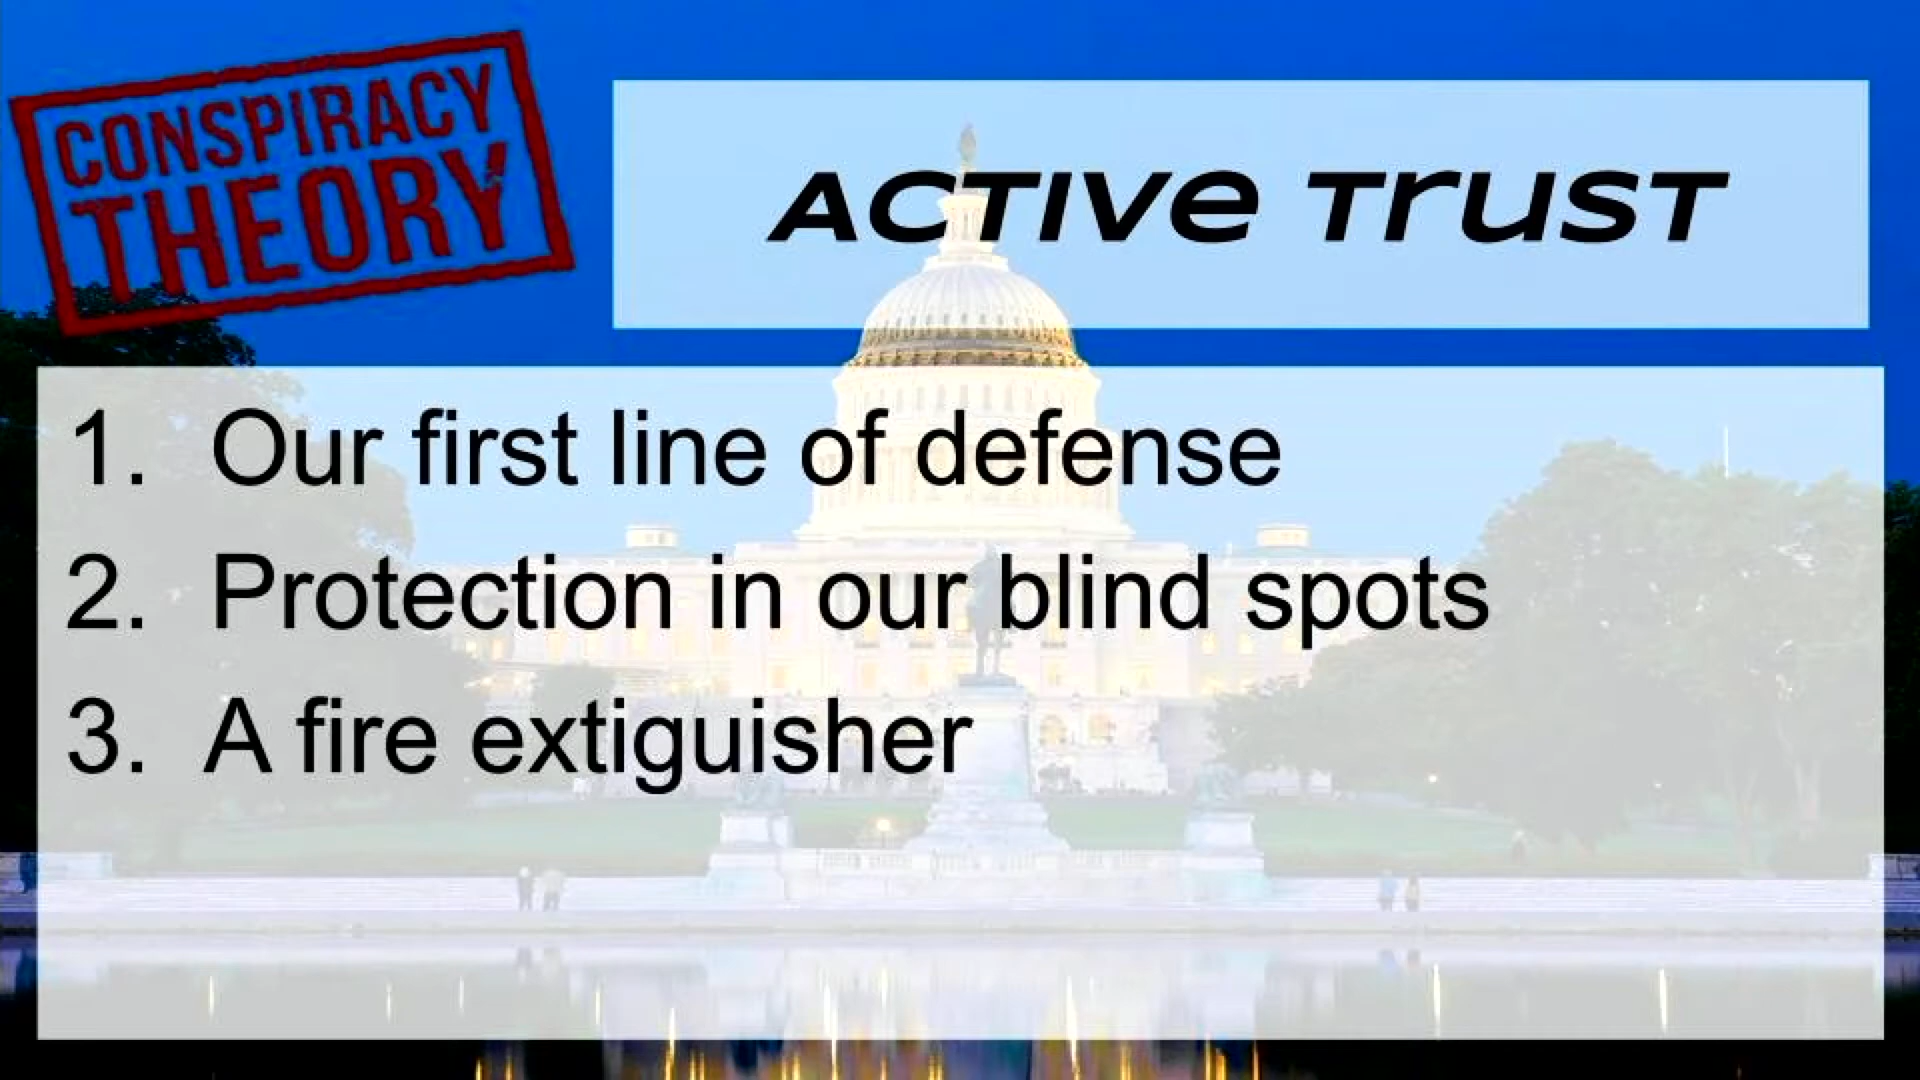 CONSPIRACY
THEORY
ACTIVe TrUST
1. Our first line of defense
2. Protection in our blind spots
3. A fire extiguisher